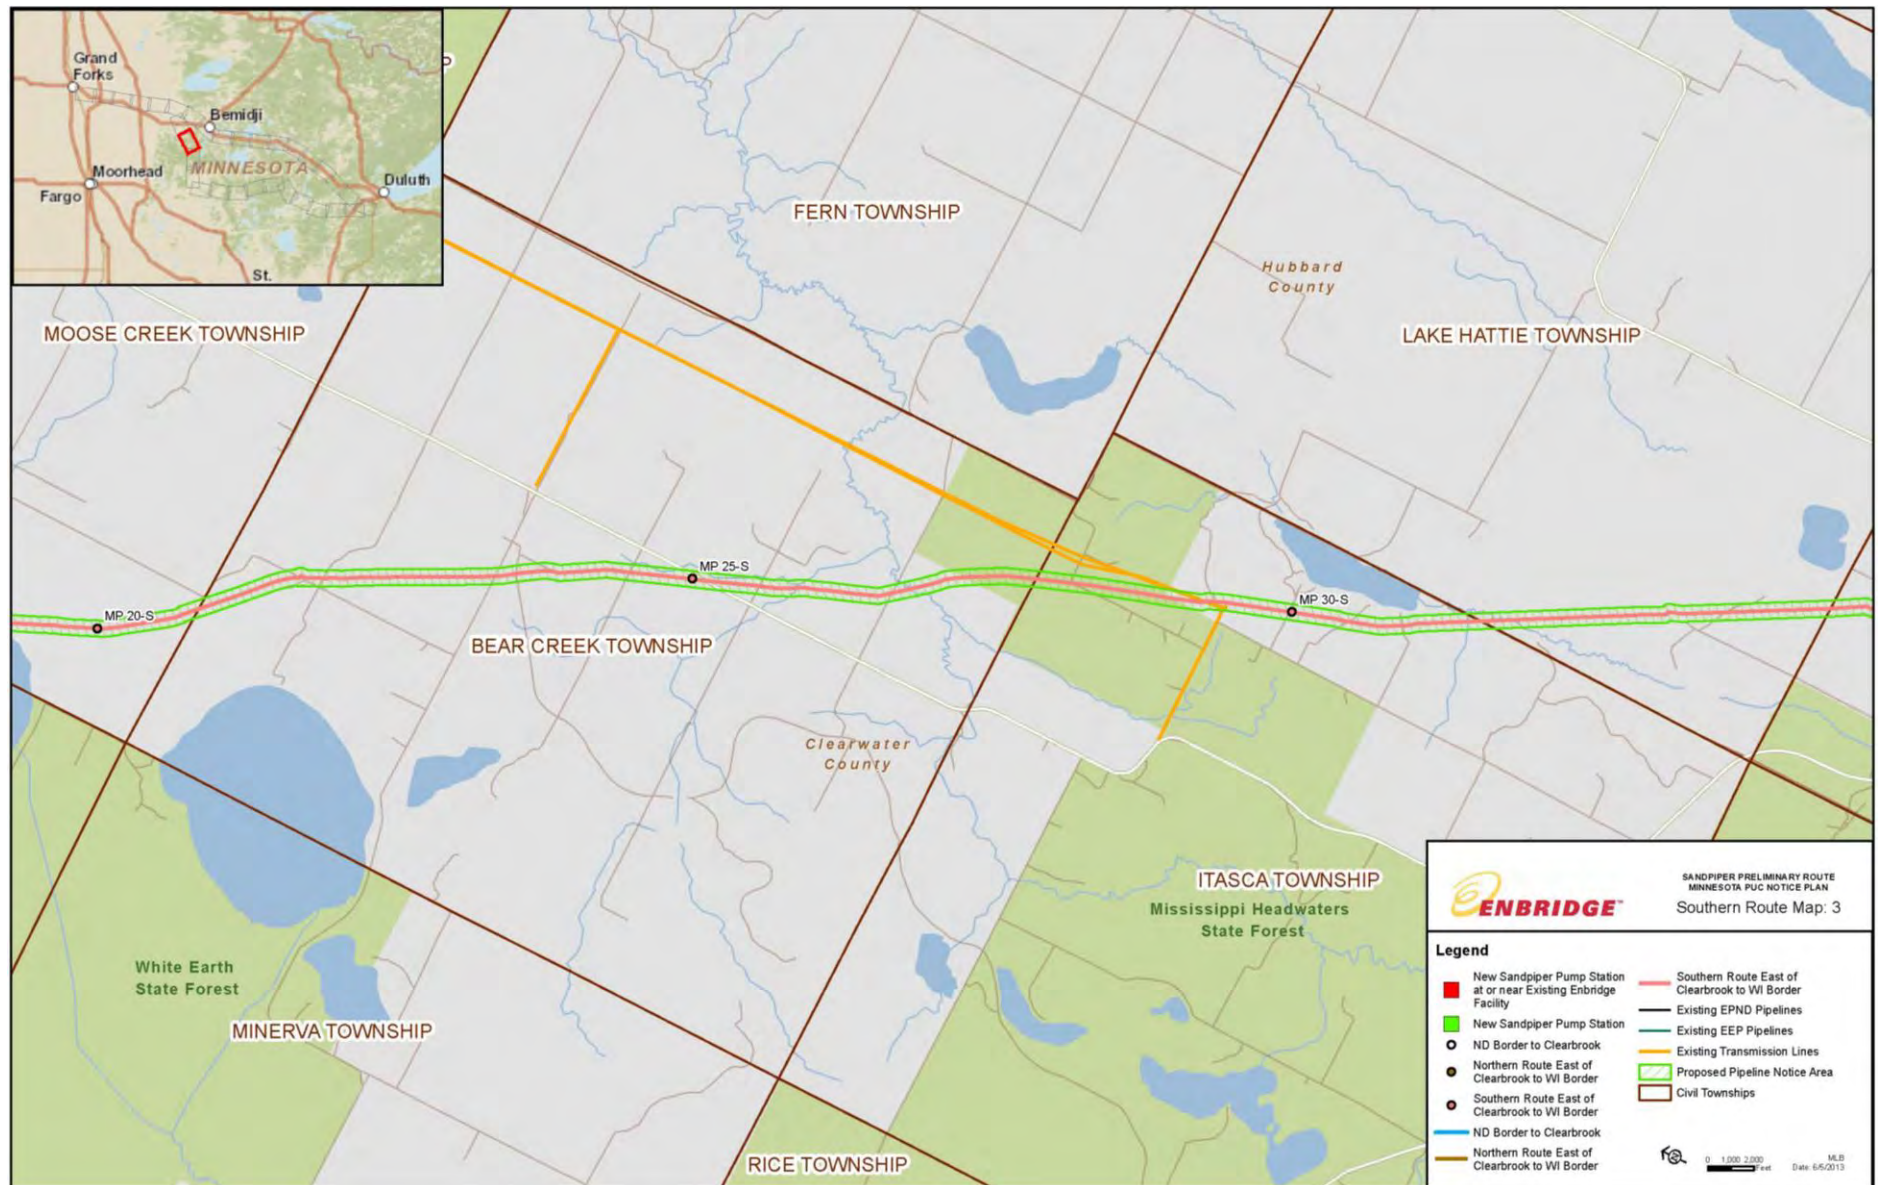 Grand
Forks
Bemidji
MINNESOTA
Moorhead
Fargo
Duluth
St.
FERN TOWNSHIP
Hubbard
County
MOOSE CREEK TOWNSHIP
LAKE HATTIE TOWNSHIP
MP 25-S
MP 20-S
MP 30-S
BEAR CREEK TOWNSHIP
Clearwater
County
ITASCA TOWNSHIP
Mississippi Headwaters
State Forest
White Earth
State Forest
MINERVA TOWNSHIP
RICE TOWNSHIP
ENBRIDGE™
SANDPIPER PRELIMINARY ROUTE
MINNESOTA PUC NOTICE PLAN
Southern Route Map: 3
Legend
New Sandpiper Pump Station
at or near Existing Enbridge
Facility
New Sandpiper Pump Station
ND Border to Clearbrook
Northern Route East of
Clearbrook to WI Border
Southern Route East of
Clearbrook to WI Border
ND Border to Clearbrook
Northern Route East of
Clearbrook to WI Border
Southern Route East of
Clearbrook to WI Border
Existing EPND Pipelines
Existing EEP Pipelines
Existing Transmission Lines
Proposed Pipeline Notice Area
Civil Townships
0 1,000 2,000
Feet
MLB
Date: 6/5/2013